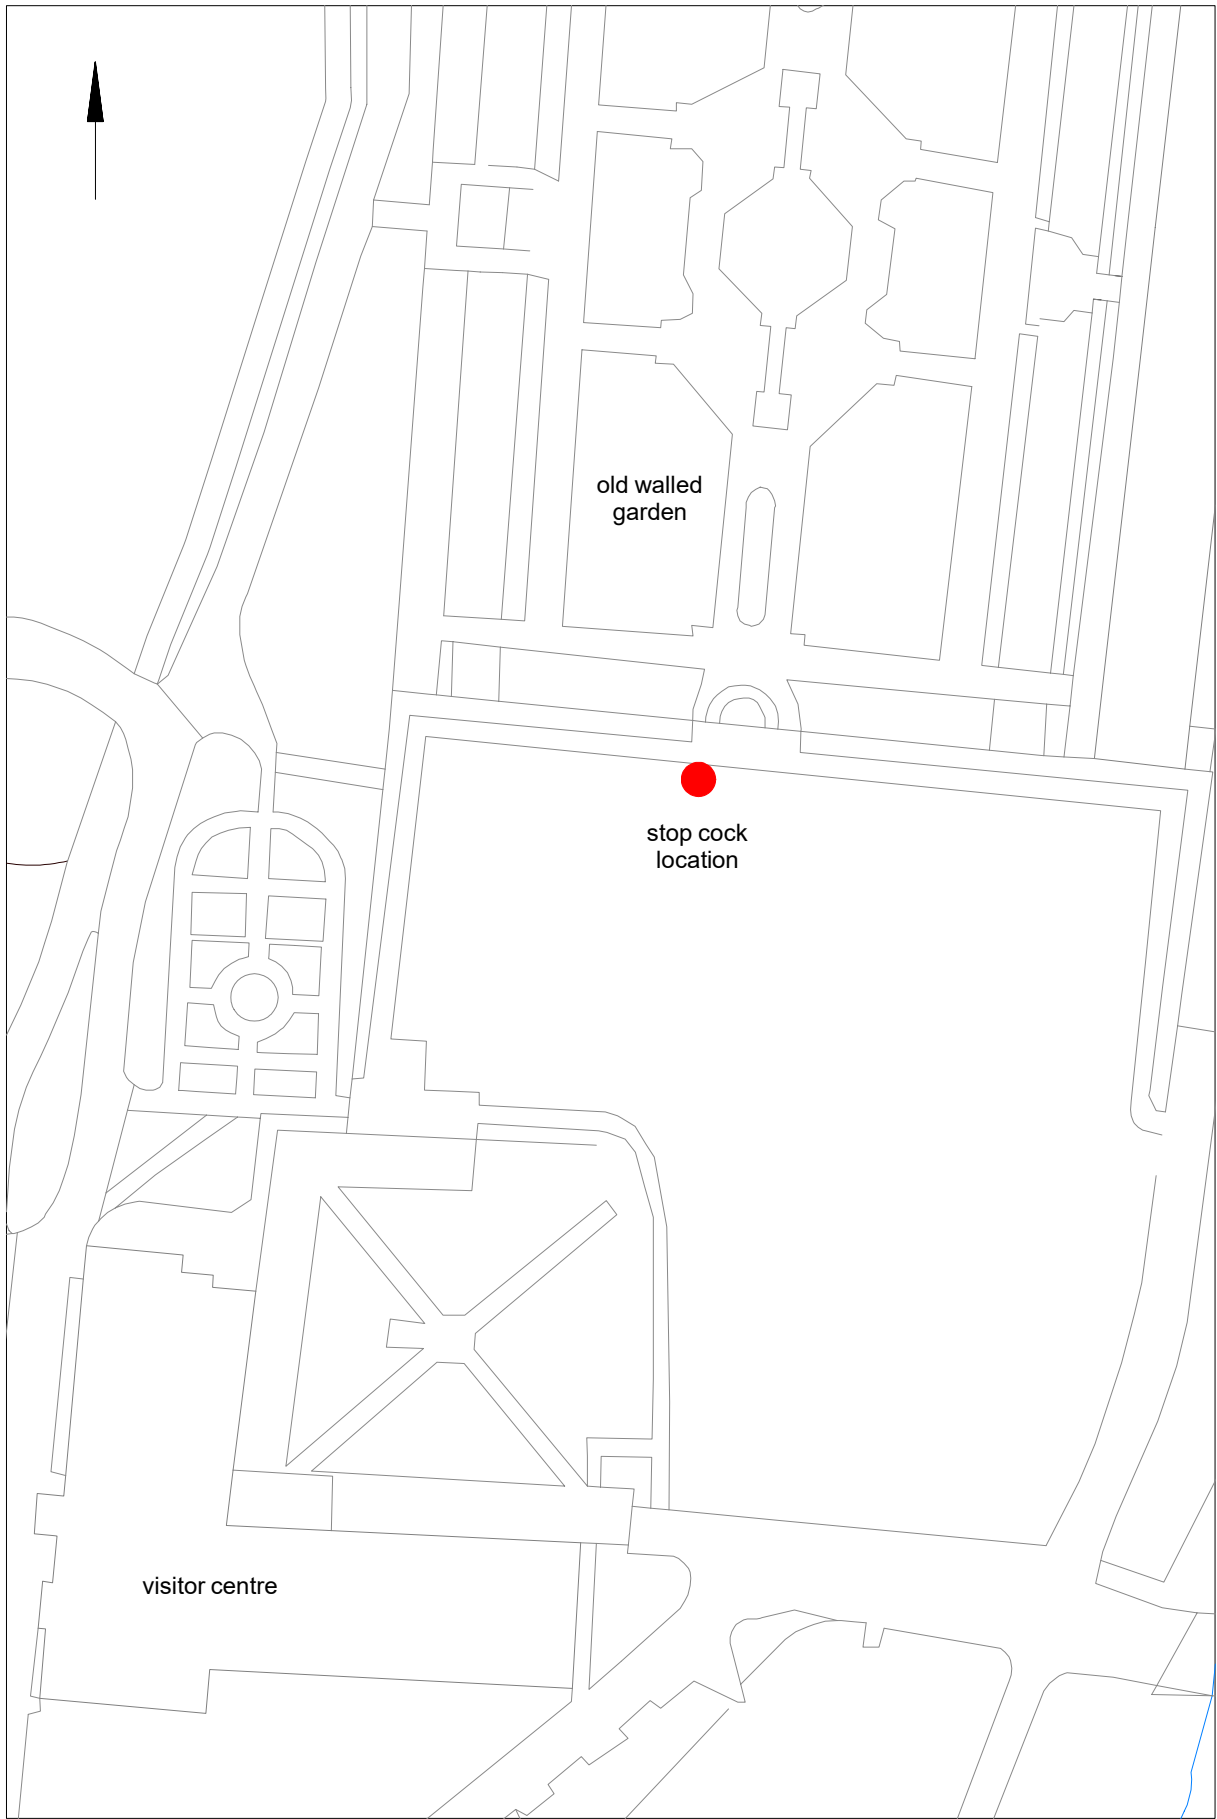 old walled
garden
stop cock
location
visitor centre